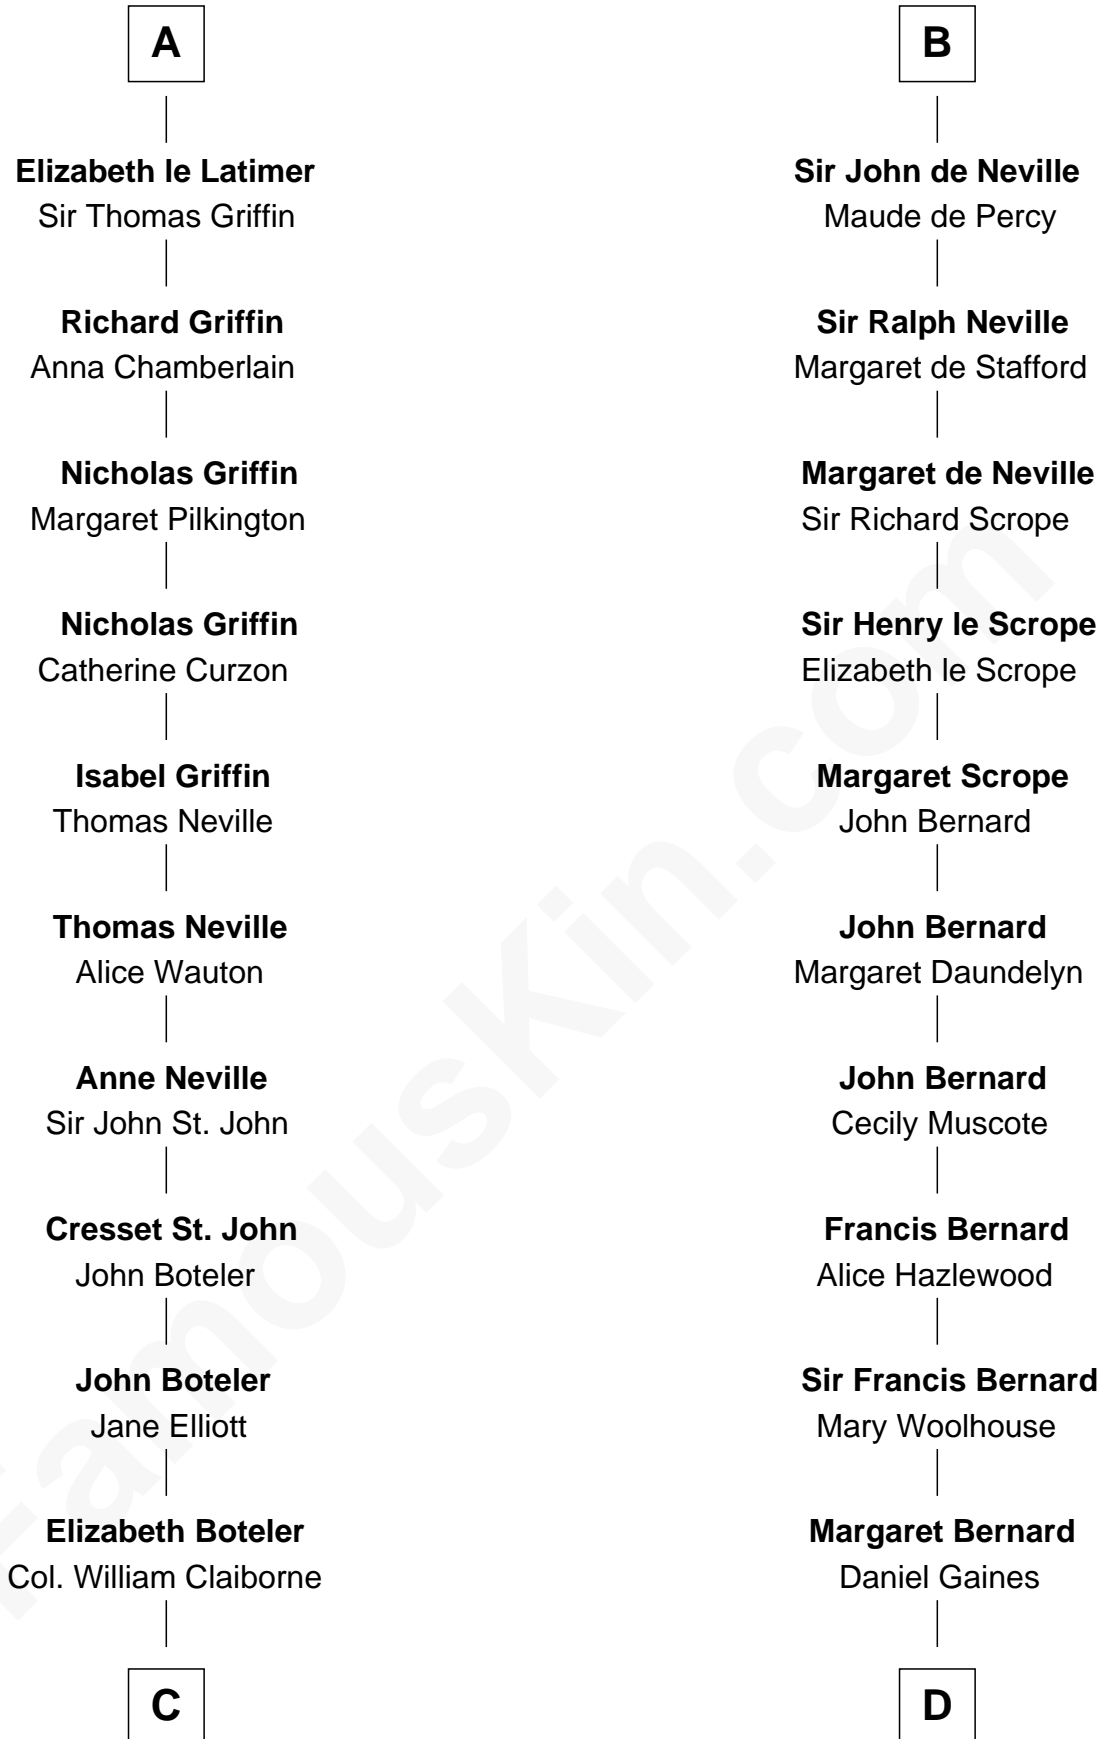 A
Elizabeth le Latimer
Sir Thomas Griffin
Richard Griffin
Anna Chamberlain
Nicholas Griffin
Margaret Pilkington
Nicholas Griffin
Catherine Curzon
Isabel Griffin
Thomas Neville
Thomas Neville
Alice Wauton
Anne Neville
Sir John St. John
Cresset St. John
John Boteler
John Boteler
Jane Elliott
Elizabeth Boteler
Col. William Claiborne
C
B
Sir John de Neville
Maude de Percy
Sir Ralph Neville
Margaret de Stafford
Margaret de Neville
Sir Richard Scrope
Sir Henry le Scrope
Elizabeth le Scrope
Margaret Scrope
John Bernard
John Bernard
Margaret Daundelyn
John Bernard
Cecily Muscote
Francis Bernard
Alice Hazlewood
Sir Francis Bernard
Mary Woolhouse
Margaret Bernard
Daniel Gaines
D
FamousKin.com